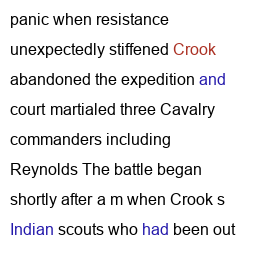 panic when resistance
unexpectedly stiffened Crook
abandoned the expedition and
court martialed three Cavalry
commanders including
Reynolds The battle began
shortly after a m when Crook s
Indian scouts who had been out